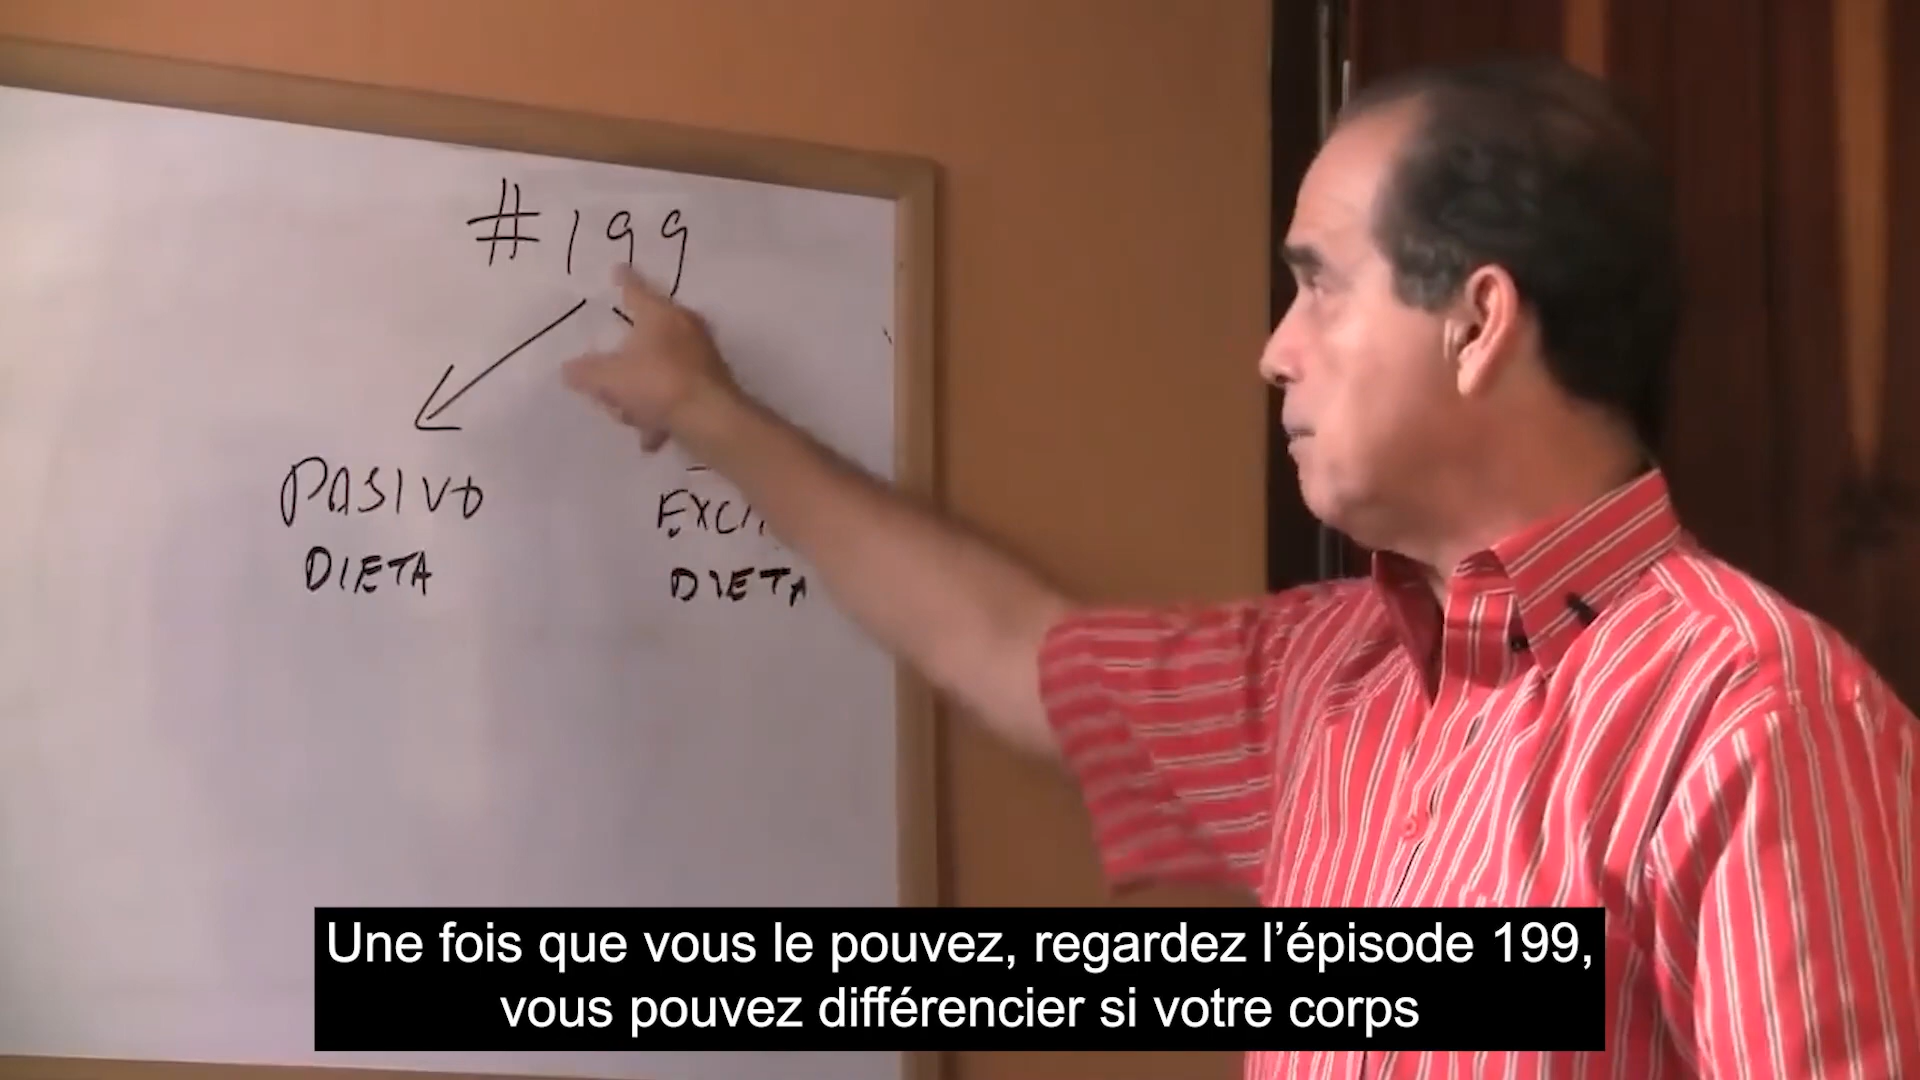 #199
PASIVO
DIETA
DIETA
Une fois que vous le pouvez, regardez l’épisode 199,
vous pouvez différencier si votre corps